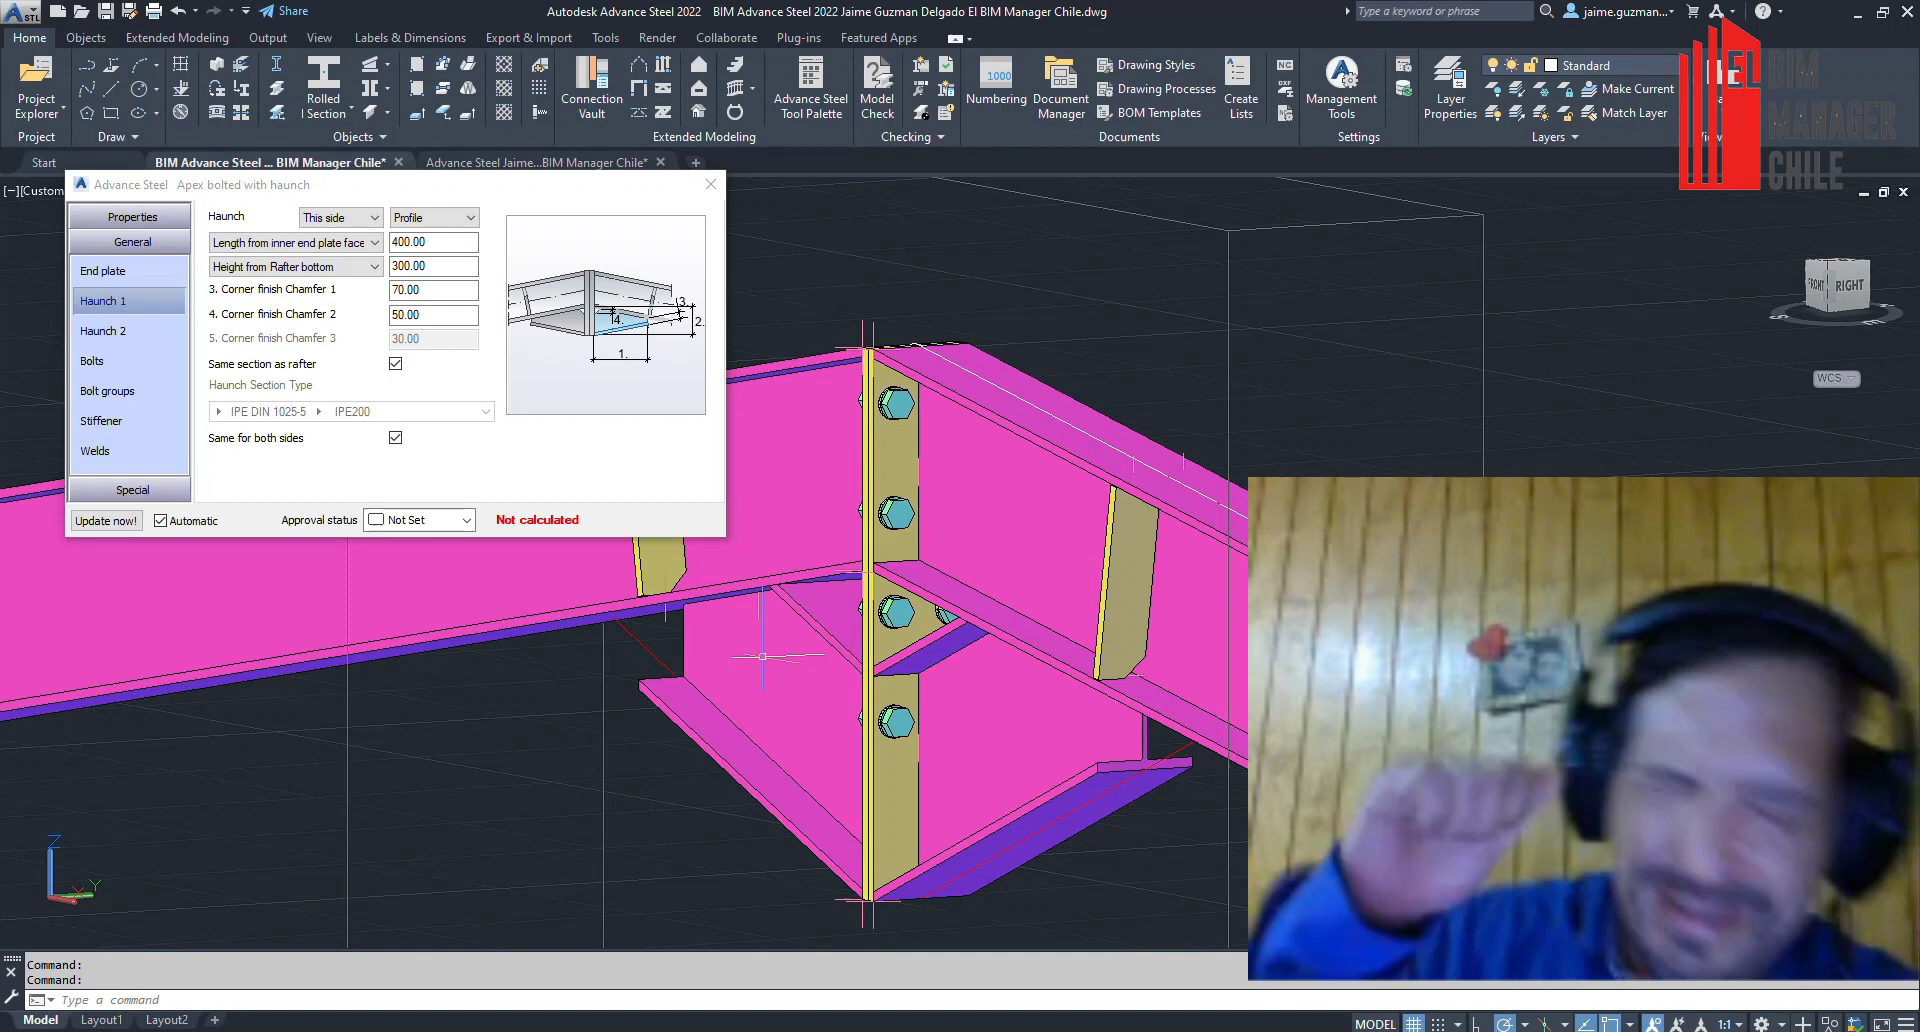 STL
Share
Autodesk Advance Steel 2022 BIM Advance Steel 2022 Jaime Guzman Delgado El BIM Manager Chile.dwg
Type a keyword or phrase
jaime.guzman...
Home Objects Extended Modeling Output View Labels & Dimensions Export & Import Tools Render Collaborate Plug-ins Featured Apps
Project Explorer
Project
Draw
Rolled I Section
Objects
Connection Vault
Extended Modeling
Advance Steel Tool Palette
Model Check
Checking
1000
Numbering
Document Manager
Drawing Styles
Drawing Processes
BOM Templates
Create Lists
NC
DXF
Documents
Management Tools
Settings
Layer Properties
Standard
Make Current
Match Layer
Layers
EL BIM
MANAGER
CHILE
Start
BIM Advance Steel ... BIM Manager Chile*
Advance Steel Jaime...BIM Manager Chile*
[−][Custom
Advance Steel Apex bolted with haunch
Properties
General
End plate
Haunch 1
Haunch 2
Bolts
Bolt groups
Stiffener
Welds
Special
Haunch This side Profile
Length from inner end plate face 400.00
Height from Rafter bottom 300.00
3. Corner finish Chamfer 1 70.00
4. Corner finish Chamfer 2 50.00
5. Corner finish Chamfer 3 30.00
Same section as rafter
Haunch Section Type
IPE DIN 1025-5 IPE200
Same for both sides
3.
4.
2.
1.
Update now! Automatic Approval status Not Set Not calculated
FRONT RIGHT
S E
WCS
Z
X Y
Command:
Command:
Type a command
Model Layout1 Layout2
MODEL 1:1